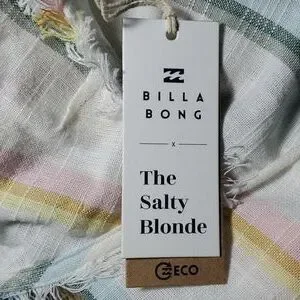 BILLA
BONG
x
The
Salty
Blonde
ECO